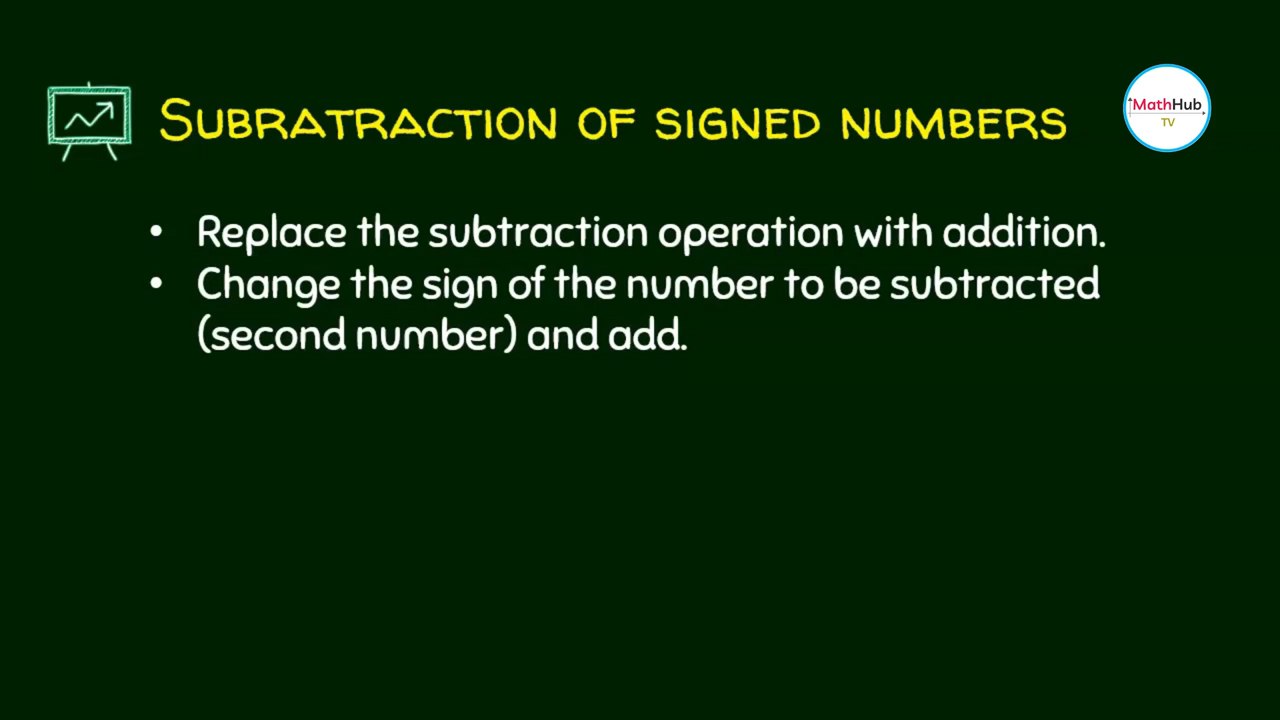 SUBRATRACTION OF SIGNED NUMBERS
MathHub
TV
• Replace the subtraction operation with addition.
• Change the sign of the number to be subtracted
(second number) and add.